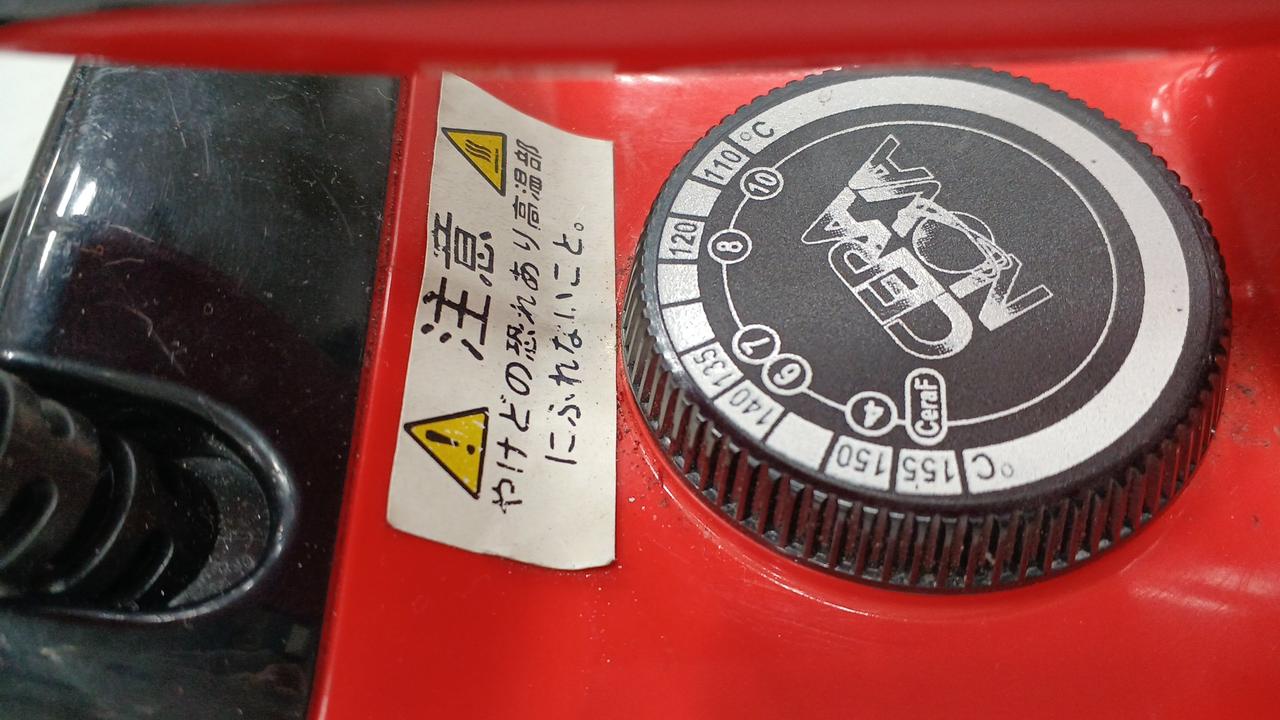 注意
やけどの恐れあり高温部
にふれないこと。
CERAF
°C
110
120
135
140
150
155
°C
10
8
7
6
4
CeraF